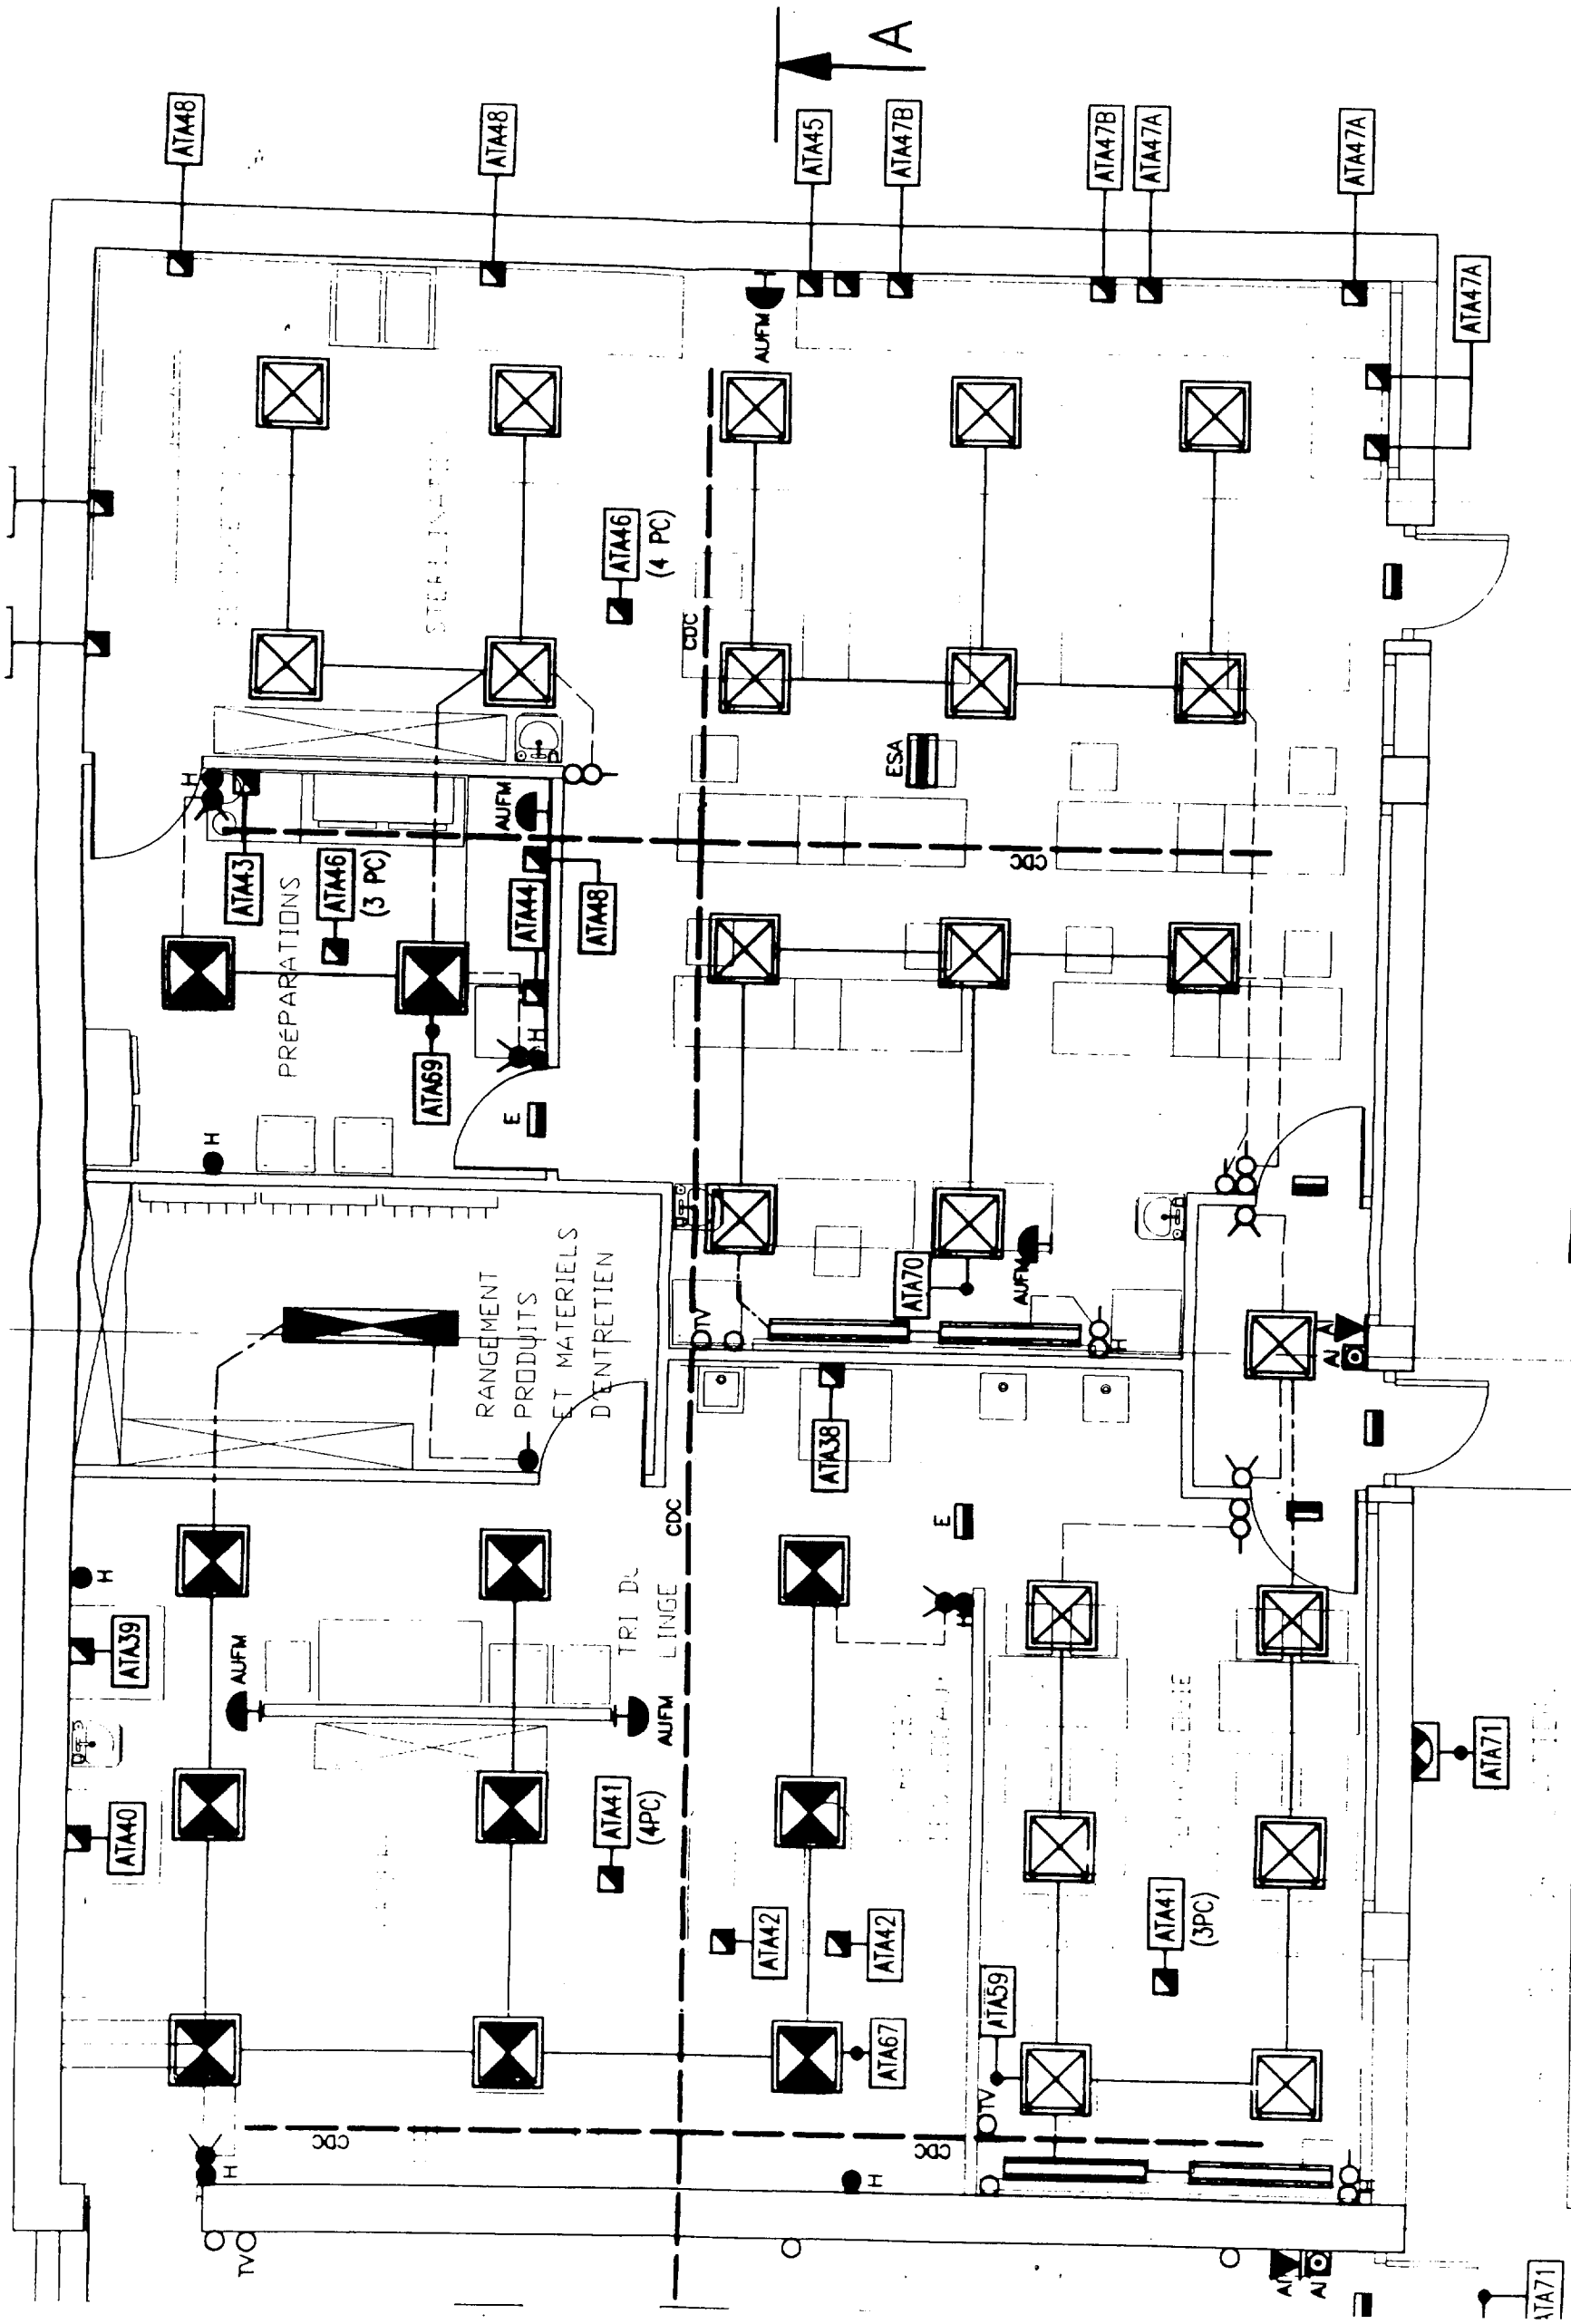 ATA48
ATA48
A
ATA45
ATA47B
ATA47B
ATA47A
ATA47A
ATA47A
AUFM
ATA46
(4 PC)
CDC
H
ATA43
ATA46
(3 PC)
PRÉPARATIONS
AUFM
ATA44
ATA48
ATA69
H
E
H
ESA
CDC
RANGEMENT
PRODUITS
ET MATERIELS
D'ENTRETIEN
TV
ATA70
AUFM
H
AI
AI
ATA38
E
H
ATA39
AUFM
TRI DU
LINGE
CDC
AUFM
ATA40
ATA41
(4PC)
H
ATA42
ATA42
ATA67
ATA59
ATA41
(3PC)
ATA71
TV
CDC
CDC
H
H
H
TV
AI
AI
ATA71